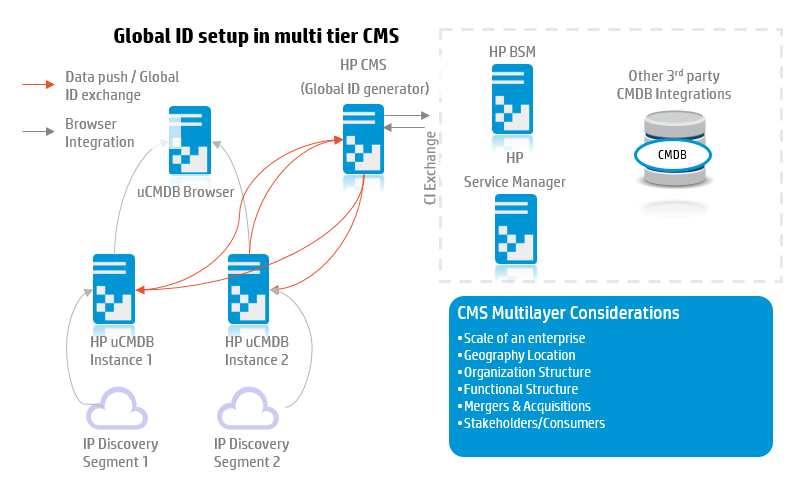 Global ID setup in multi tier CMS
Data push / Global
ID exchange
Browser
Integration
uCMDB Browser
HP CMS
(Global ID generator)
CI Exchange
HP BSM
HP
Service Manager
Other 3rd party
CMDB Integrations
CMDB
HP uCMDB
Instance 1
HP uCMDB
Instance 2
IP Discovery
Segment 1
IP Discovery
Segment 2
CMS Multilayer Considerations
• Scale of an enterprise
• Geography Location
• Organization Structure
• Functional Structure
• Mergers & Acquisitions
• Stakeholders/Consumers